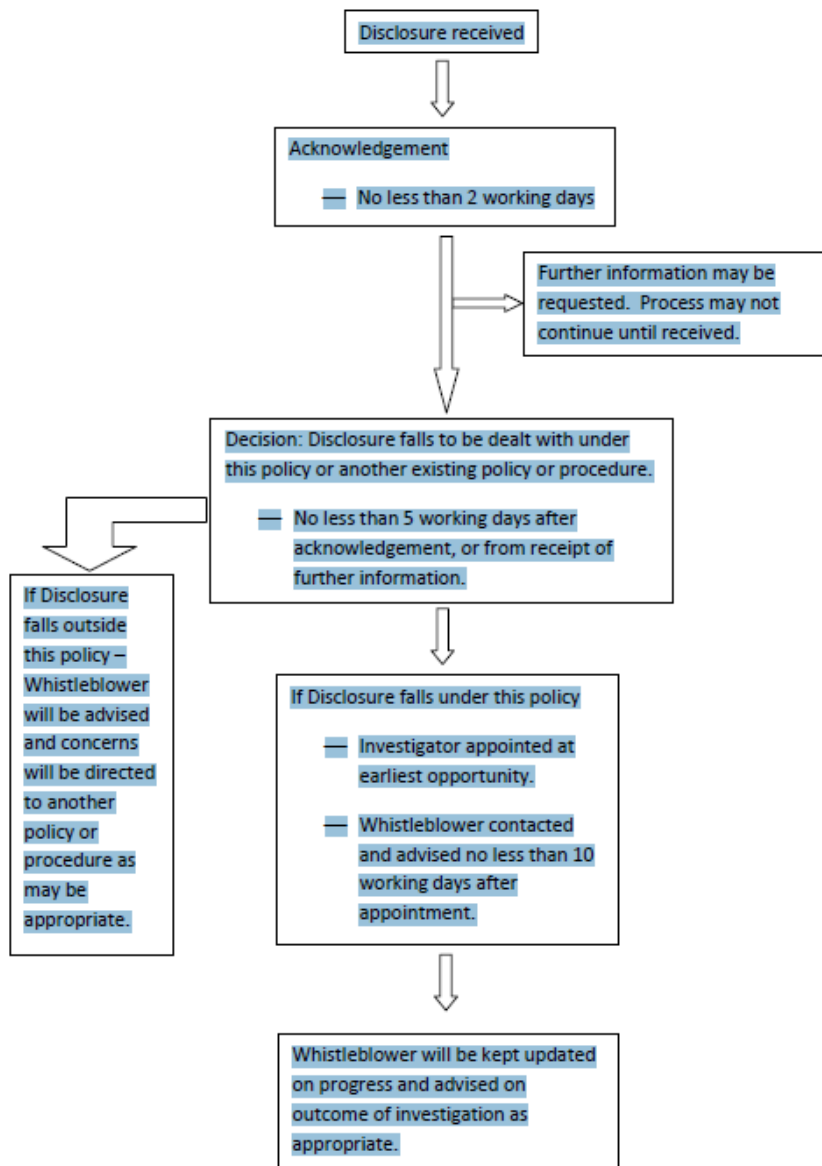 Disclosure received
Acknowledgement
— No less than 2 working days
Further information may be
requested.  Process may not
continue until received.
Decision: Disclosure falls to be dealt with under
this policy or another existing policy or procedure.
— No less than 5 working days after
acknowledgement, or from receipt of
further information.
If Disclosure
falls outside
this policy –
Whistleblower
will be advised
and concerns
will be directed
to another
policy or
procedure as
may be
appropriate.
If Disclosure falls under this policy
— Investigator appointed at
earliest opportunity.
— Whistleblower contacted
and advised no less than 10
working days after
appointment.
Whistleblower will be kept updated
on progress and advised on
outcome of investigation as
appropriate.